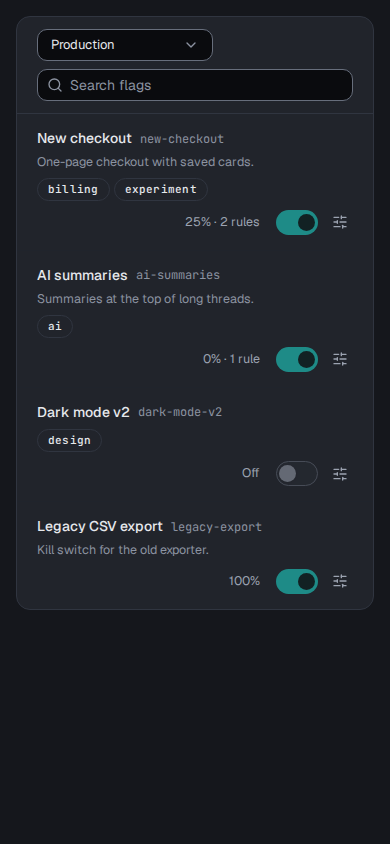 Production
Search flags
New checkout new-checkout
One-page checkout with saved cards.
billing experiment
25% · 2 rules
AI summaries ai-summaries
Summaries at the top of long threads.
ai
0% · 1 rule
Dark mode v2 dark-mode-v2
design
Off
Legacy CSV export legacy-export
Kill switch for the old exporter.
100%